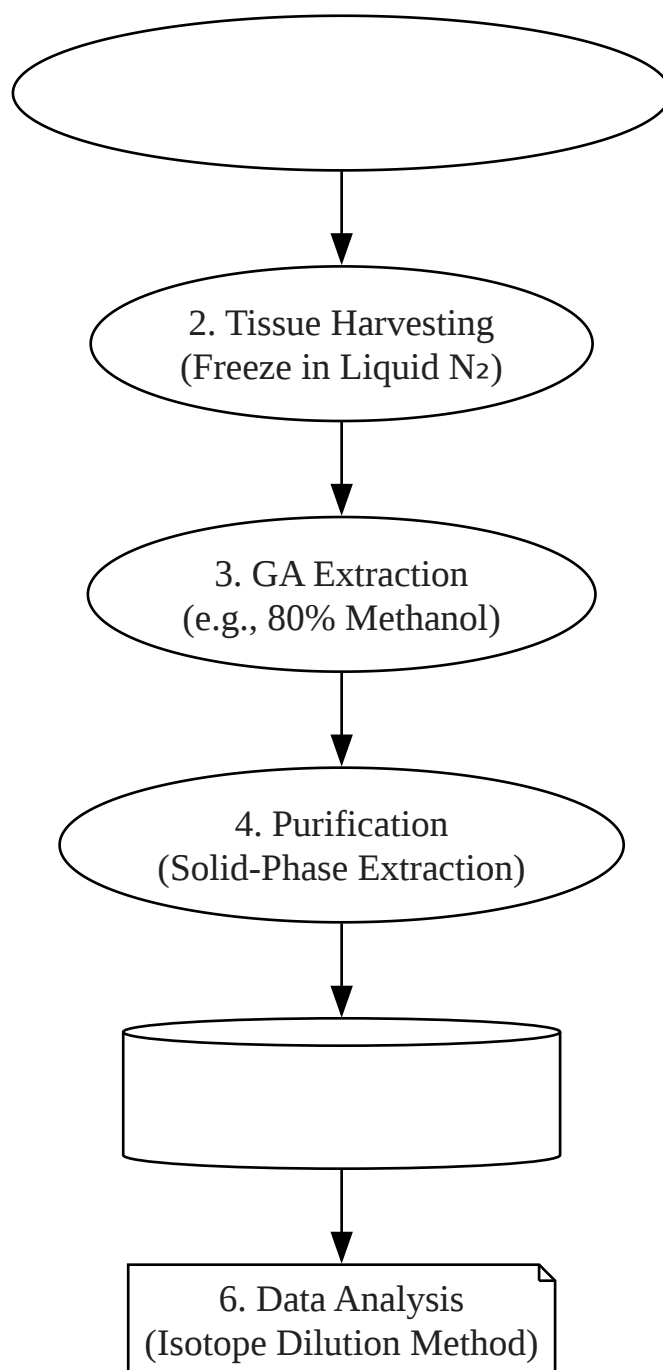 2. Tissue Harvesting
(Freeze in Liquid N₂)
3. GA Extraction
(e.g., 80% Methanol)
4. Purification
(Solid-Phase Extraction)
6. Data Analysis
(Isotope Dilution Method)